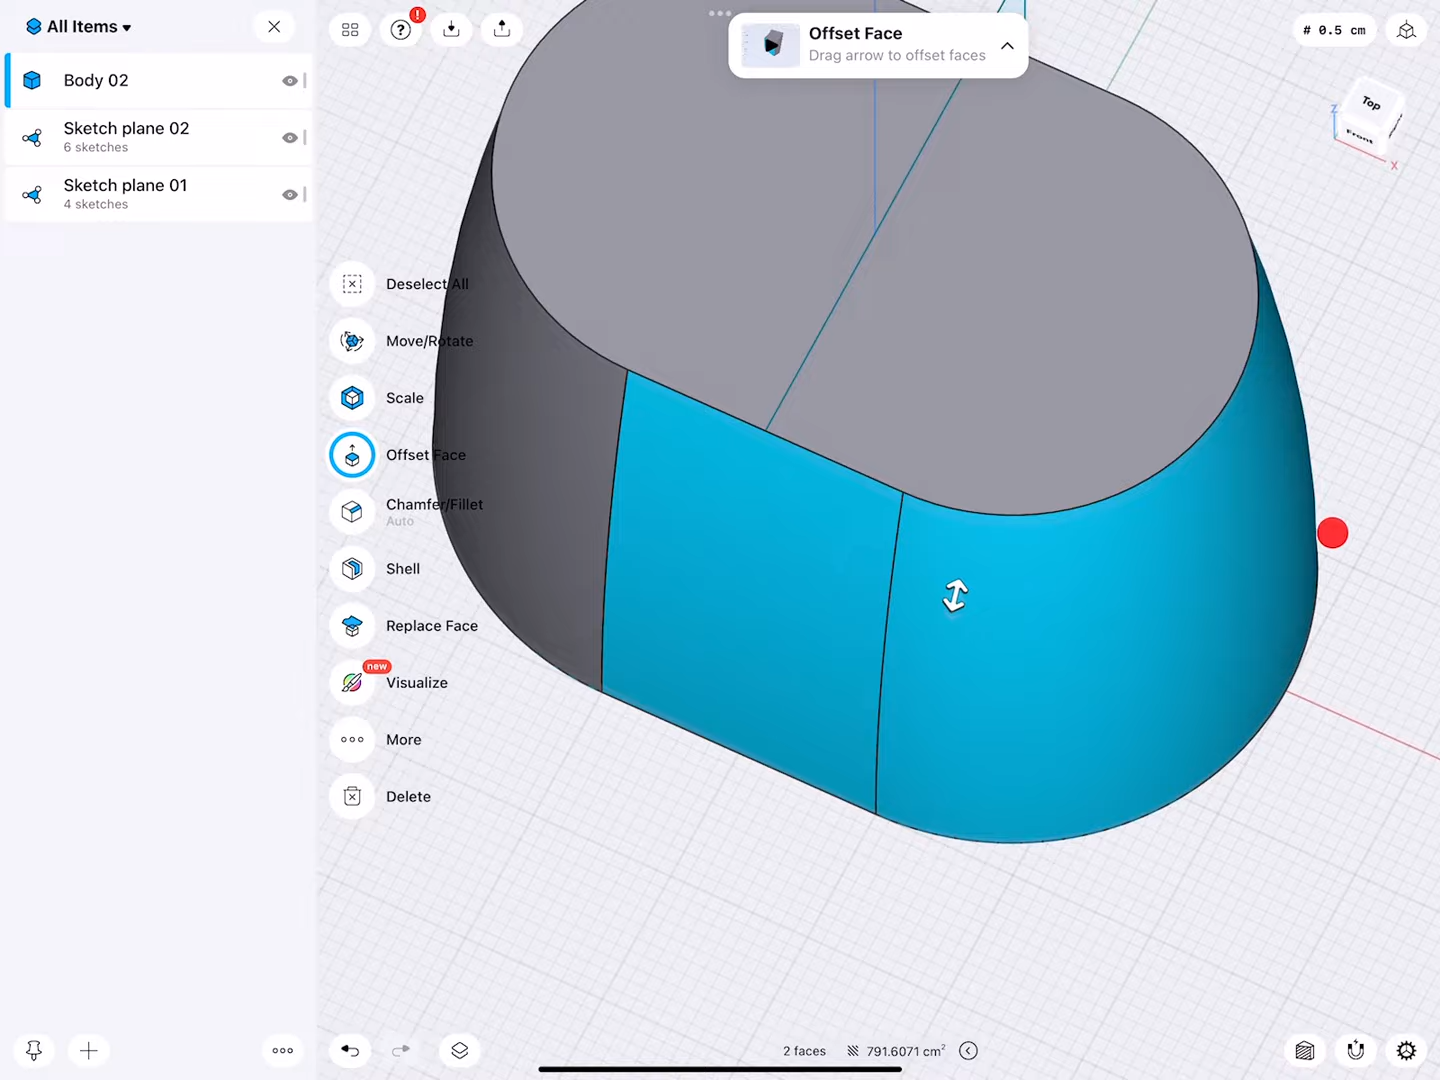 All Items
Body 02
Sketch plane 02
6 sketches
Sketch plane 01
4 sketches
?
!
Offset Face
Drag arrow to offset faces
# 0.5 cm
Top
Front
Z
X
Deselect All
Move/Rotate
Scale
Offset Face
Chamfer/Fillet
Auto
Shell
Replace Face
new
Visualize
More
Delete
2 faces
791.6071 cm²